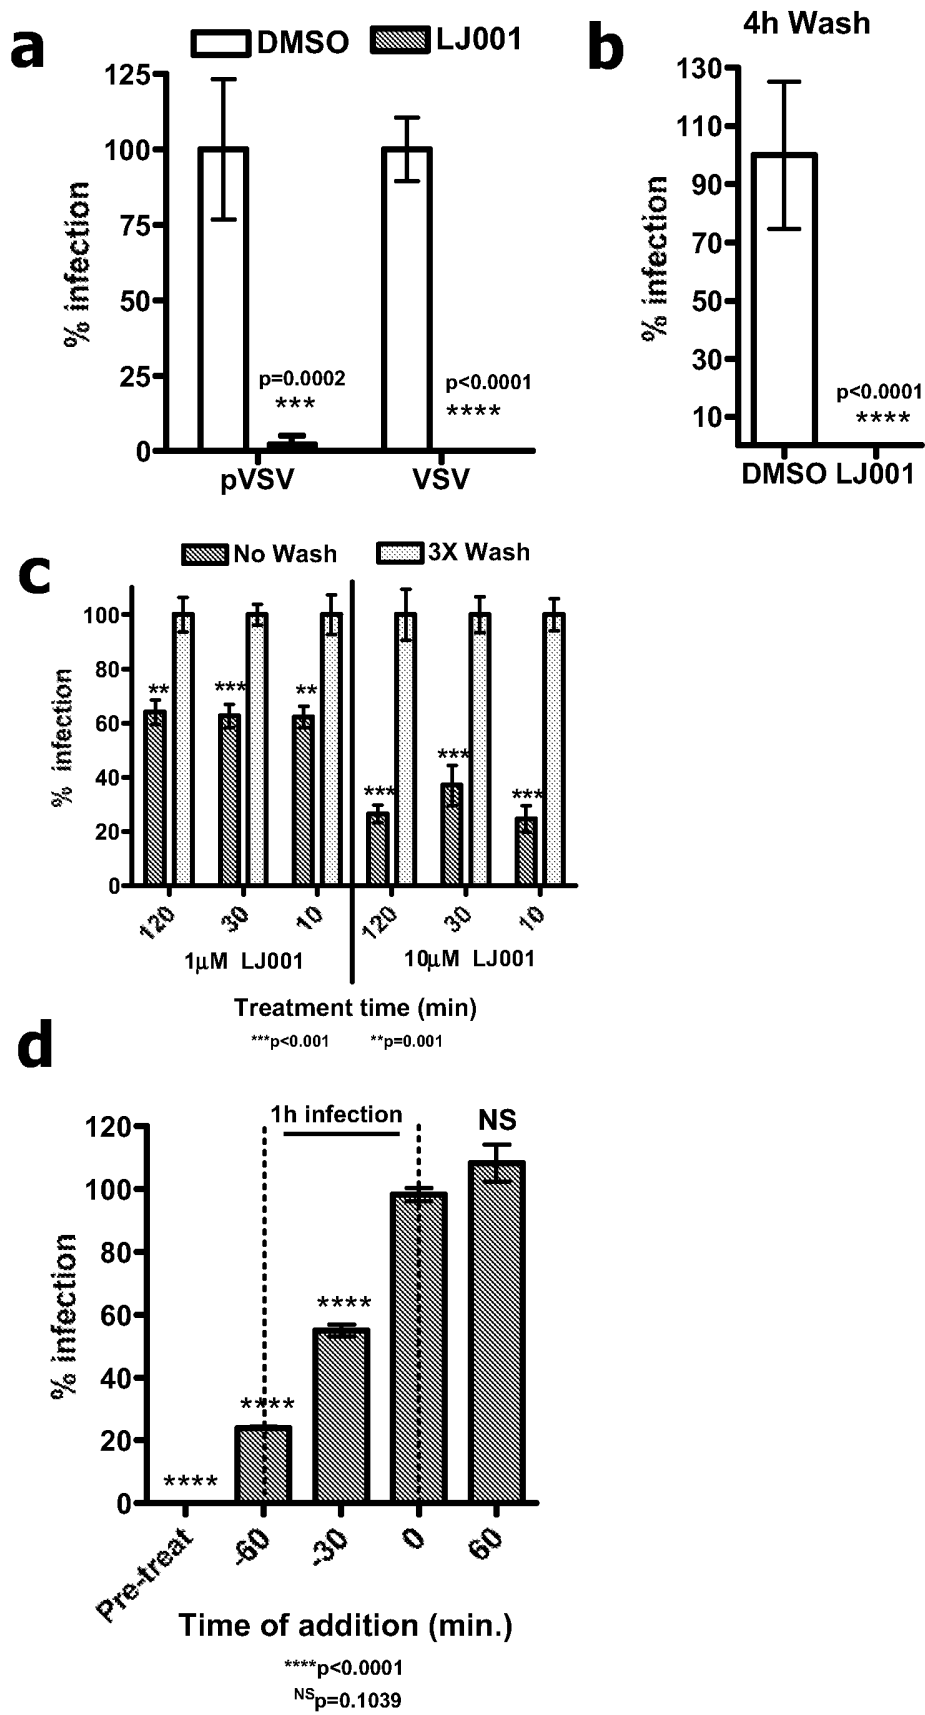 a
DMSO LJ001
125
100
75
50
25
0
% infection
p=0.0002
***
p<0.0001
****
pVSV VSV
b
4h Wash
130
110
90
70
50
30
10
% infection
p<0.0001
****
DMSO LJ001
c
No Wash 3X Wash
100
80
60
40
20
0
% infection
** *** ** *** *** ***
120 30 10 120 30 10
1µM LJ001 10µM LJ001
Treatment time (min)
***p<0.001 **p=0.001
d
1h infection
NS
120
100
80
60
40
20
0
% infection
**** **** ****
Pre-treat -60 -30 0 60
Time of addition (min.)
****p<0.0001
NSp=0.1039